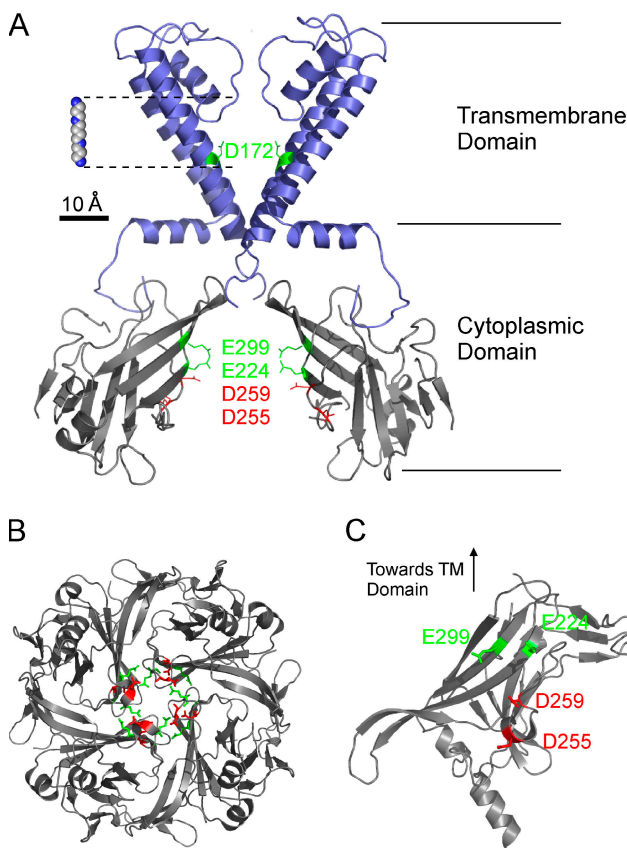 A
Transmembrane
Domain
D172
10 Å
Cytoplasmic
Domain
E299
E224
D259
D255
B
C
Towards TM
Domain
E299
E224
D259
D255